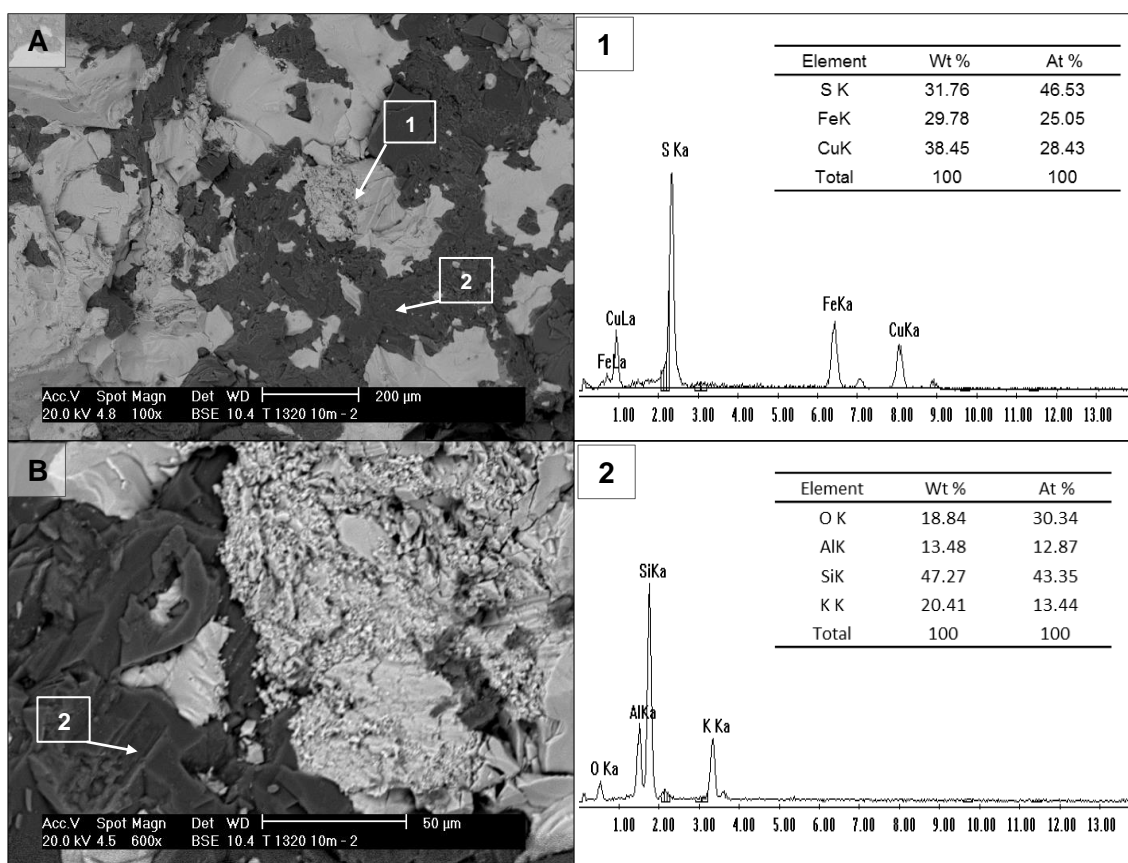 A
1
2
Acc.V Spot Magn Det WD 200 µm
20.0 kV 4.8 100x BSE 10.4 T 1320 10m - 2
1
Element Wt % At %
S K 31.76 46.53
FeK 29.78 25.05
CuK 38.45 28.43
Total 100 100
S Ka
CuLa
FeLa
FeKa
CuKa
1.00 2.00 3.00 4.00 5.00 6.00 7.00 8.00 9.00 10.00 11.00 12.00 13.00
B
2
Acc.V Spot Magn Det WD 50 µm
20.0 kV 4.5 600x BSE 10.4 T 1320 10m - 2
2
Element Wt % At %
O K 18.84 30.34
AlK 13.48 12.87
SiK 47.27 43.35
K K 20.41 13.44
Total 100 100
SiKa
AlKa
K Ka
O Ka
1.00 2.00 3.00 4.00 5.00 6.00 7.00 8.00 9.00 10.00 11.00 12.00 13.00